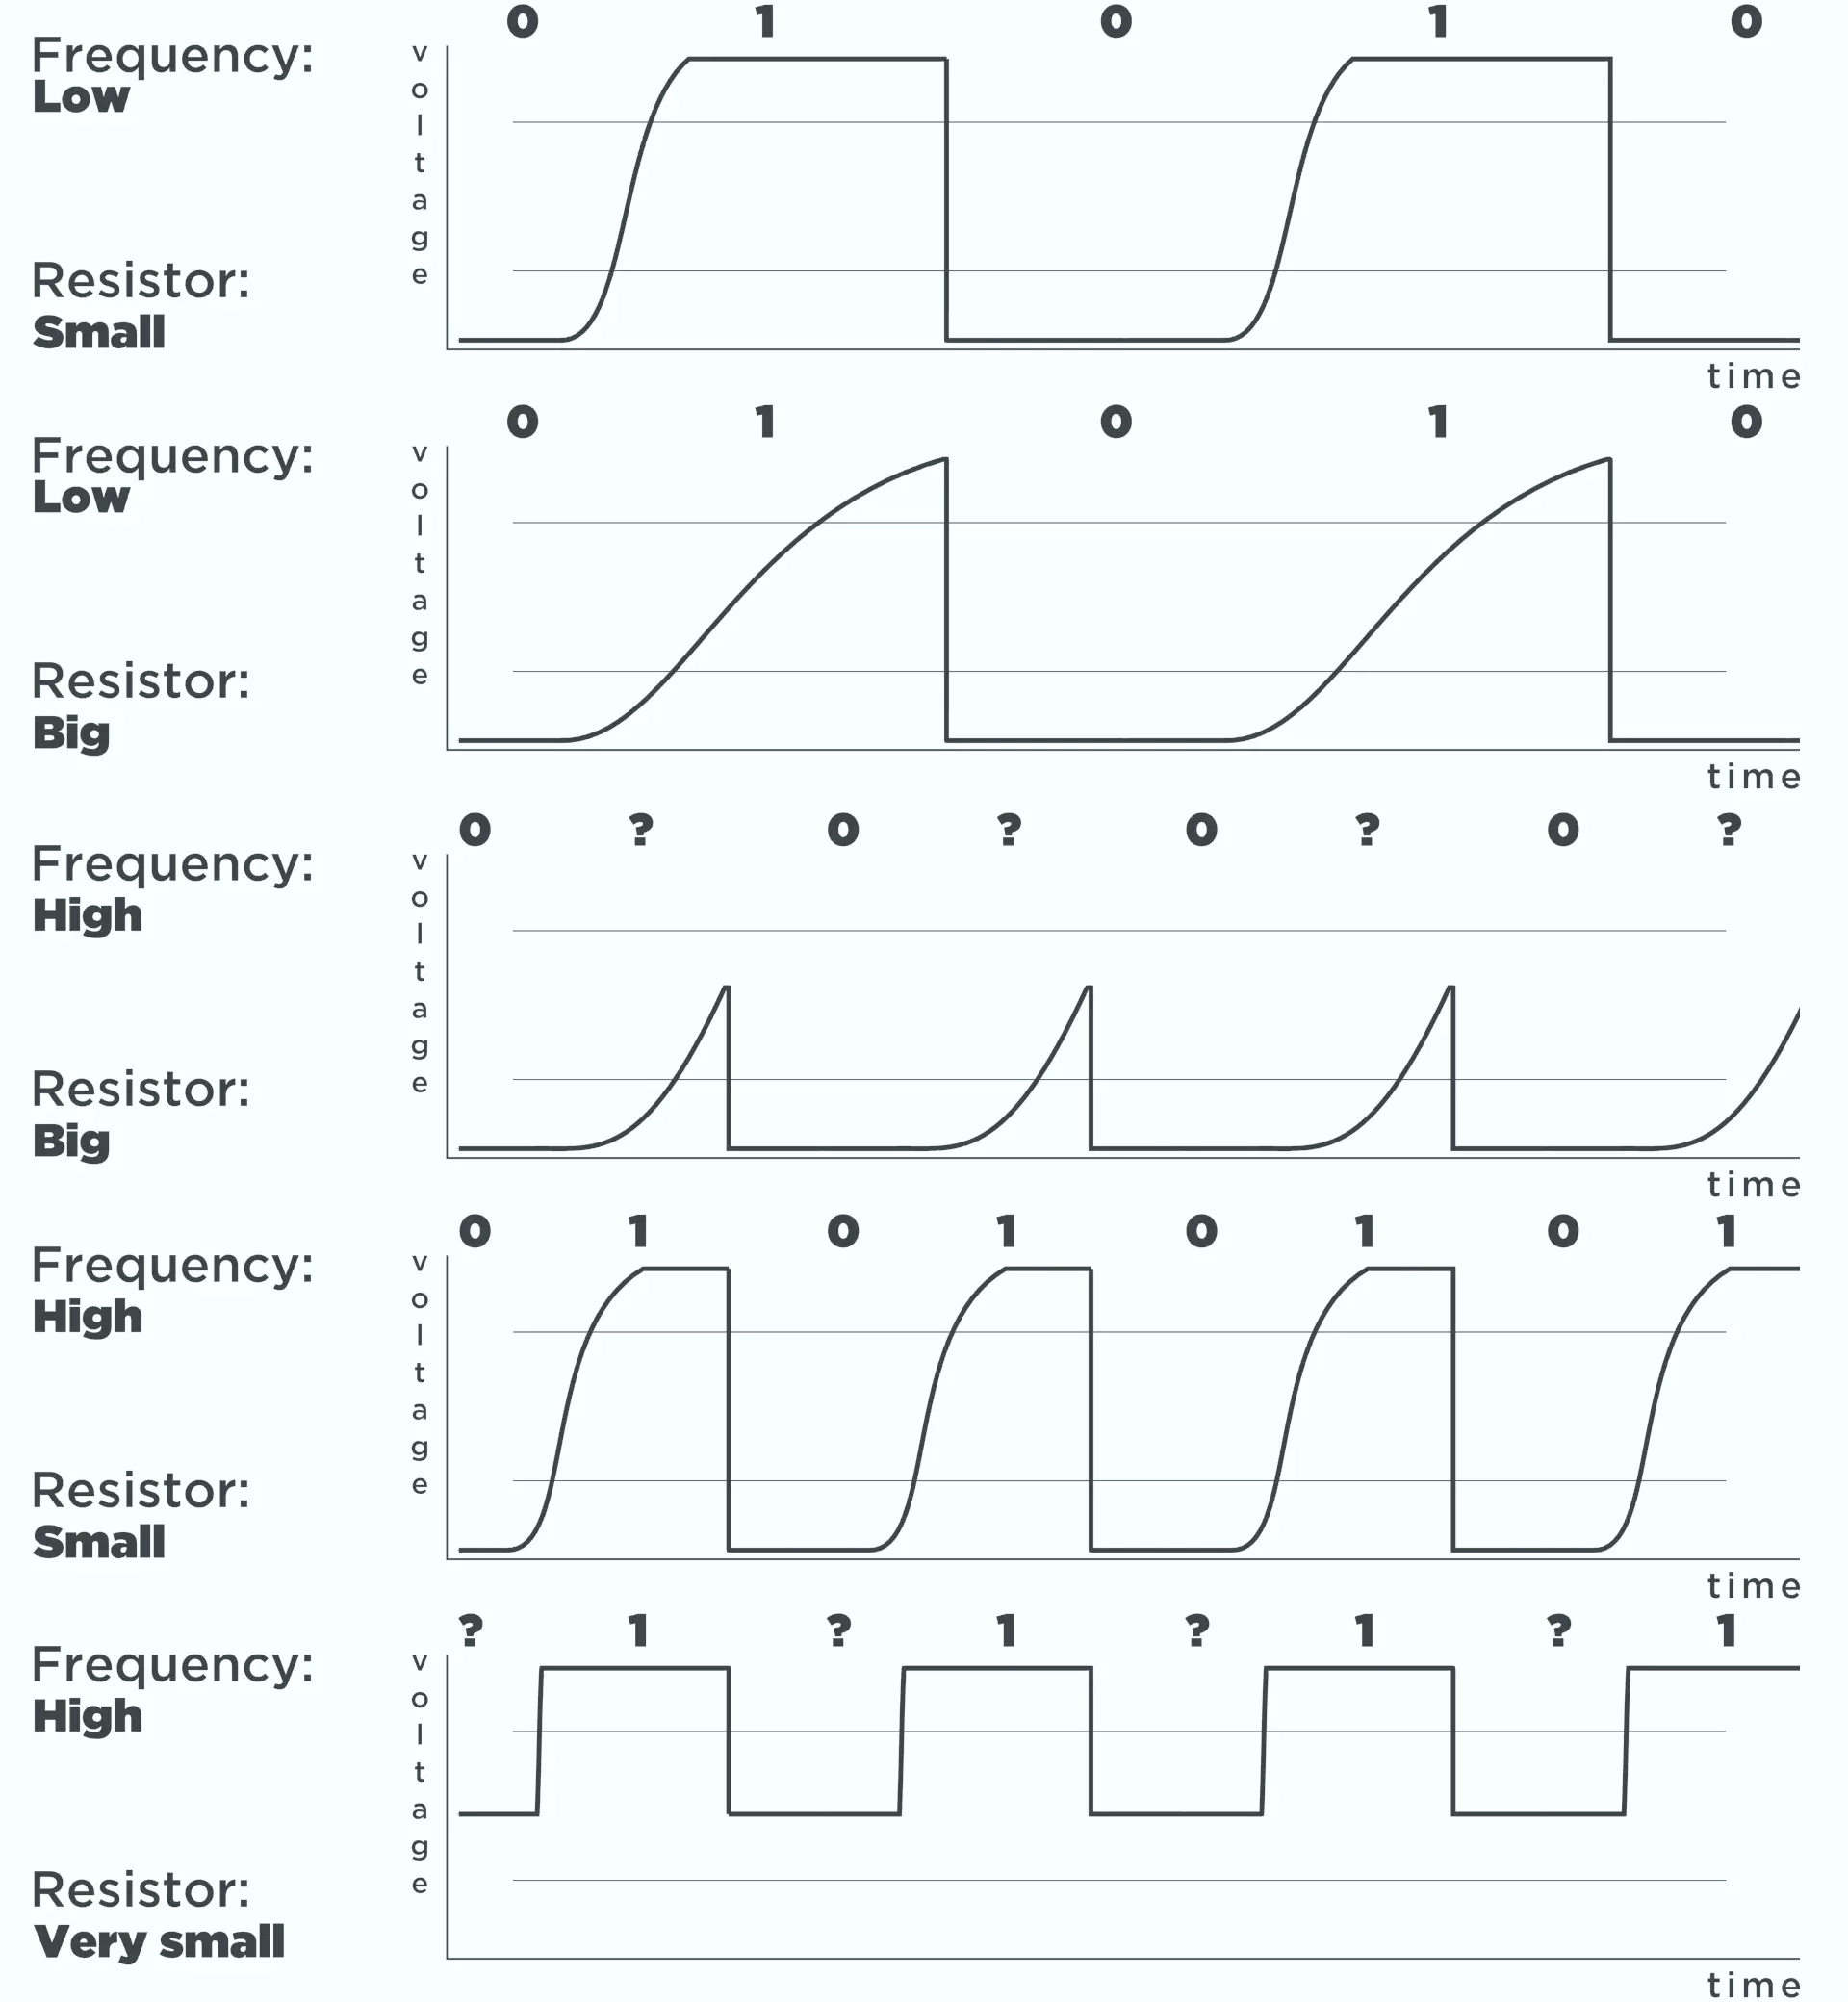 0 1 0 1 0
Frequency:
Low
voltage
Resistor:
Small
time
0 1 0 1 0
Frequency:
Low
voltage
Resistor:
Big
time
0 ? 0 ? 0 ? 0 ?
Frequency:
High
voltage
Resistor:
Big
time
0 1 0 1 0 1 0 1
Frequency:
High
voltage
Resistor:
Small
time
? 1 ? 1 ? 1 ? 1
Frequency:
High
voltage
Resistor:
Very small
time